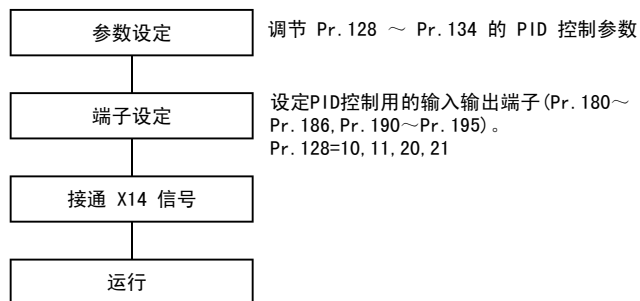 参数设定
调节 Pr.128 ～ Pr.134 的 PID 控制参数
端子设定
设定PID控制用的输入输出端子(Pr.180～
Pr.186,Pr.190～Pr.195)。
Pr.128=10,11,20,21
接通 X14 信号
运行